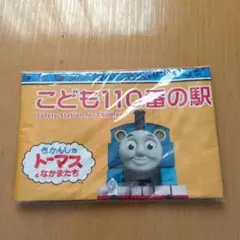 こども110番の駅
Safety Station for Children
きかんしゃ
トーマス
となかまたち